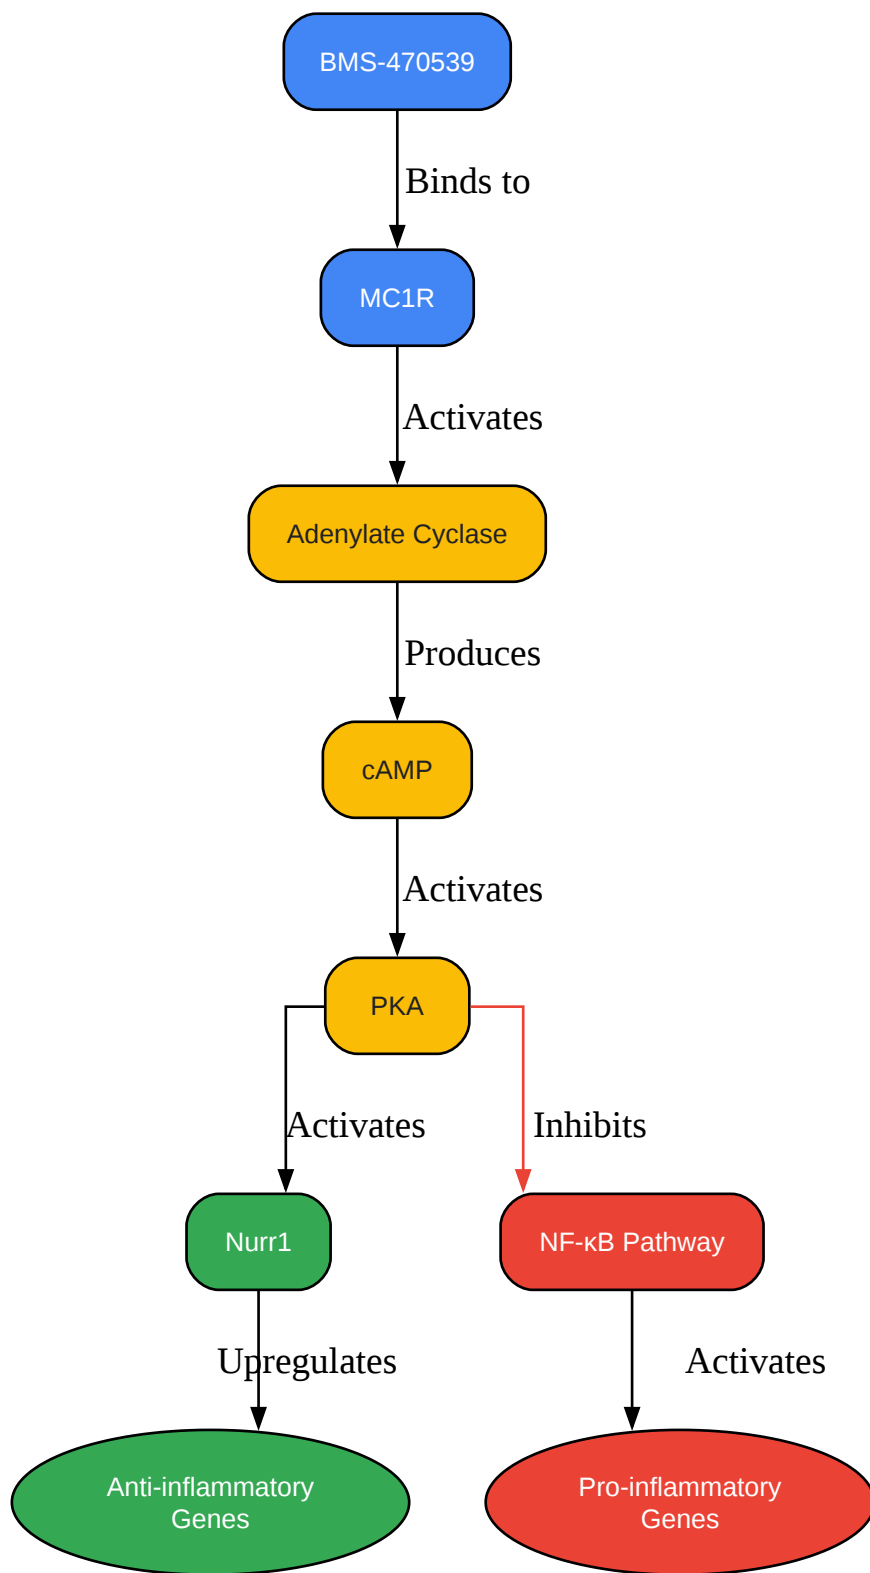 BMS-470539
Binds to
MC1R
Activates
Adenylate Cyclase
Produces
cAMP
Activates
PKA
Activates
Inhibits
Nurr1
NF-κB Pathway
Upregulates
Activates
Anti-inflammatory
Genes
Pro-inflammatory
Genes